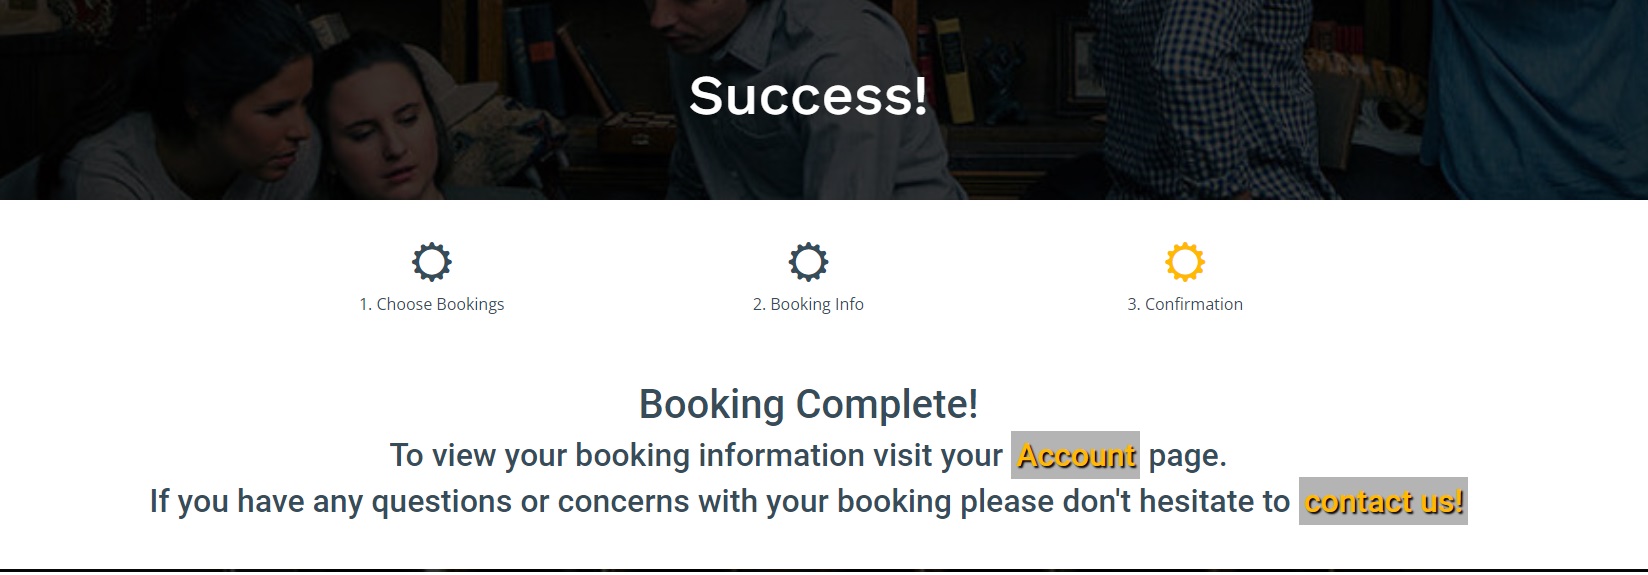 Success!
1. Choose Bookings
2. Booking Info
3. Confirmation
Booking Complete!
To view your booking information visit your Account page.
If you have any questions or concerns with your booking please don't hesitate to contact us!